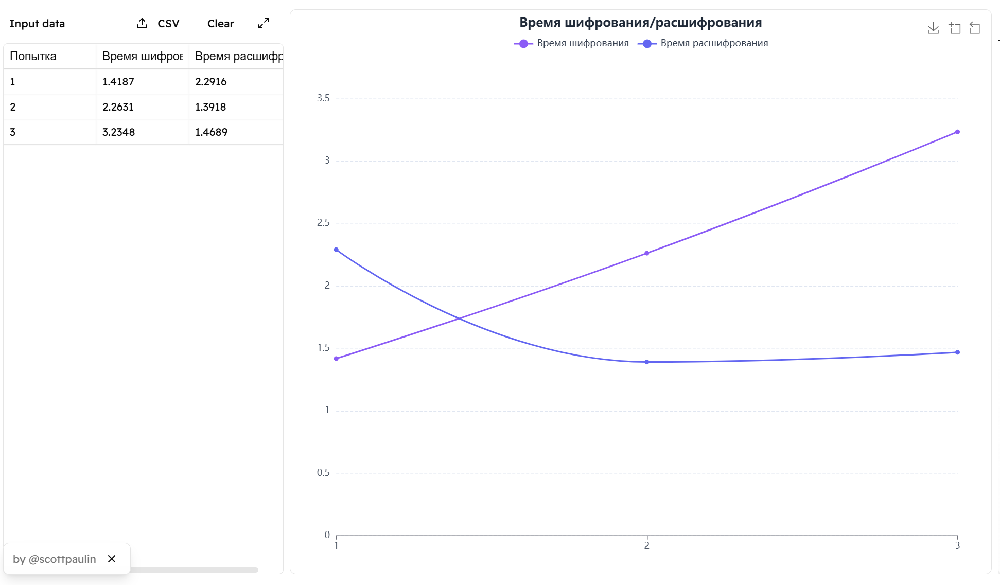 Input data
CSV
Clear
Попытка Время шифров Время расшифр
1 1.4187 2.2916
2 2.2631 1.3918
3 3.2348 1.4689
by @scottpaulin
Время шифрования/расшифрования
Время шифрования Время расшифрования
3.5
3
2.5
2
1.5
1
0.5
0
1 2 3